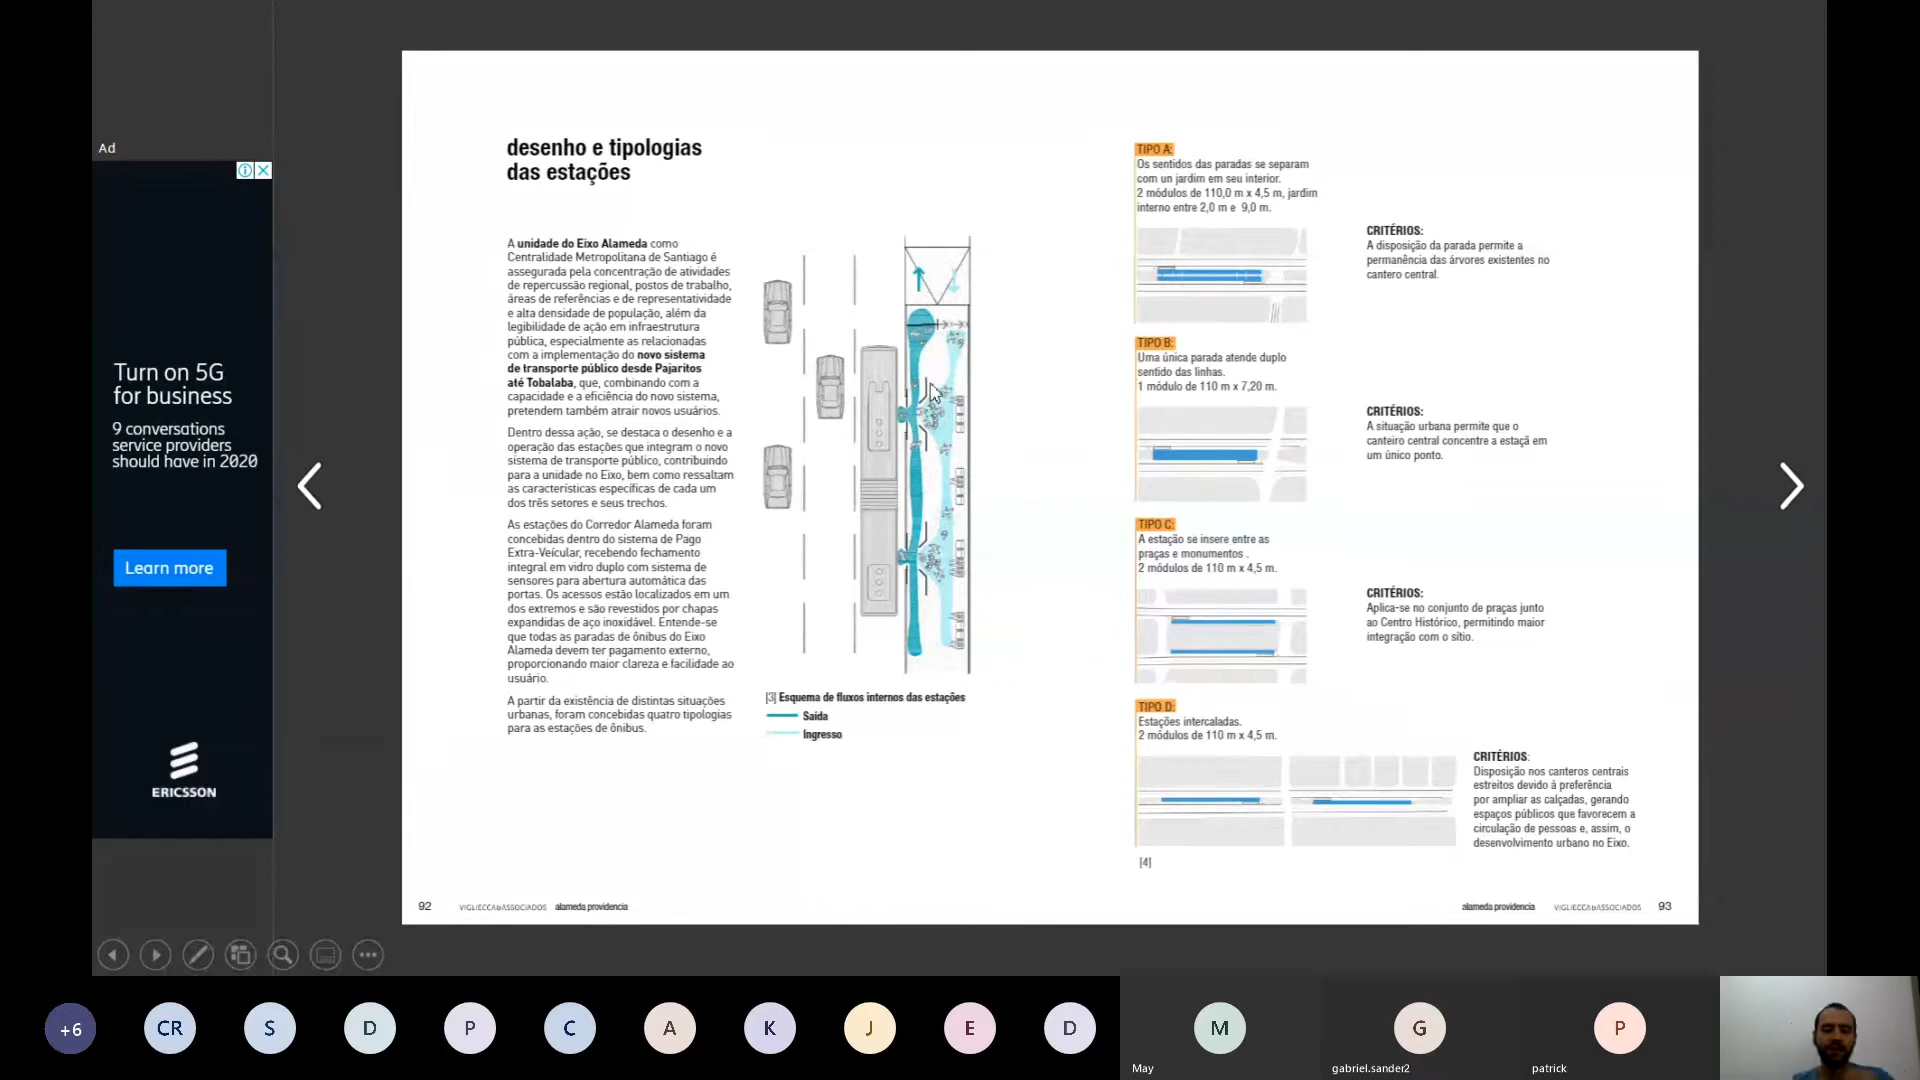 Ad
Turn on 5G
for business
9 conversations
service providers
should have in 2020
Learn more
ERICSSON
desenho e tipologias
das estações
A unidade do Eixo Alameda como
Centralidade Metropolitana de Santiago é
assegurada pela concentração de atividades
de repercussão regional, postos de trabalho,
áreas de referências e de representatividade
e alta densidade de população, além da
legibilidade de ação em infraestrutura
pública, especialmente as relacionadas
com a implementação do novo sistema
de transporte público desde Pajaritos
até Tobalaba, que, combinando com a
capacidade e a eficiência do novo sistema,
pretendem também atrair novos usuários.
Dentro dessa ação, se destaca o desenho e a
operação das estações que integram o novo
sistema de transporte público, contribuindo
para a unidade no Eixo, bem como ressaltam
as características específicas de cada um
dos três setores e seus trechos.
As estações do Corredor Alameda foram
concebidas dentro do sistema de Pago
Extra-Veícular, recebendo fechamento
integral em vidro duplo com sistema de
sensores para abertura automática das
portas. Os acessos estão localizados em um
dos extremos e são revestidos por chapas
expandidas de aço inoxidável. Entende-se
que todas as paradas de ônibus do Eixo
Alameda devem ter pagamento externo,
proporcionando maior clareza e facilidade ao
usuário.
A partir da existência de distintas situações
urbanas, foram concebidas quatro tipologias
para as estações de ônibus.
[3] Esquema de fluxos internos das estações
Saída
Ingresso
TIPO A:
Os sentidos das paradas se separam
com un jardim em seu interior.
2 módulos de 110,0 m x 4,5 m, jardim
interno entre 2,0 m e 9,0 m.
CRITÉRIOS:
A disposição da parada permite a
permanência das árvores existentes no
cantero central.
TIPO B:
Uma única parada atende duplo
sentido das linhas.
1 módulo de 110 m x 7,20 m.
CRITÉRIOS:
A situação urbana permite que o
canteiro central concentre a estaçã em
um único ponto.
TIPO C:
A estação se insere entre as
praças e monumentos .
2 módulos de 110 m x 4,5 m.
CRITÉRIOS:
Aplica-se no conjunto de praças junto
ao Centro Histórico, permitindo maior
integração com o sítio.
TIPO D:
Estações intercaladas.
2 módulos de 110 m x 4,5 m.
CRITÉRIOS:
Disposição nos canteros centrais
estreitos devido à preferência
por ampliar as calçadas, gerando
espaços públicos que favorecem a
circulação de pessoas e, assim, o
desenvolvimento urbano no Eixo.
[4]
92 VIGLIECCA&ASSOCIADOS alameda providencia
alameda providencia VIGLIECCA&ASSOCIADOS 93
+6 CR S D P C A K J E D M G P
May gabriel.sander2 patrick